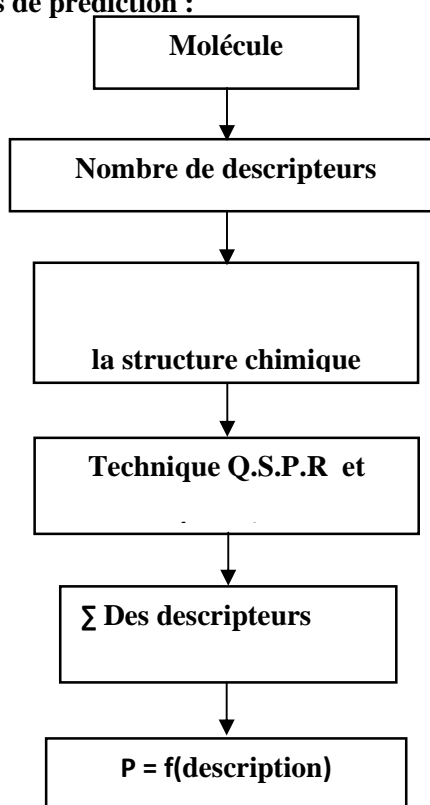 s de prédiction :
Molécule
Nombre de descripteurs
la structure chimique
Technique Q.S.P.R et
∑ Des descripteurs
P = f(description)